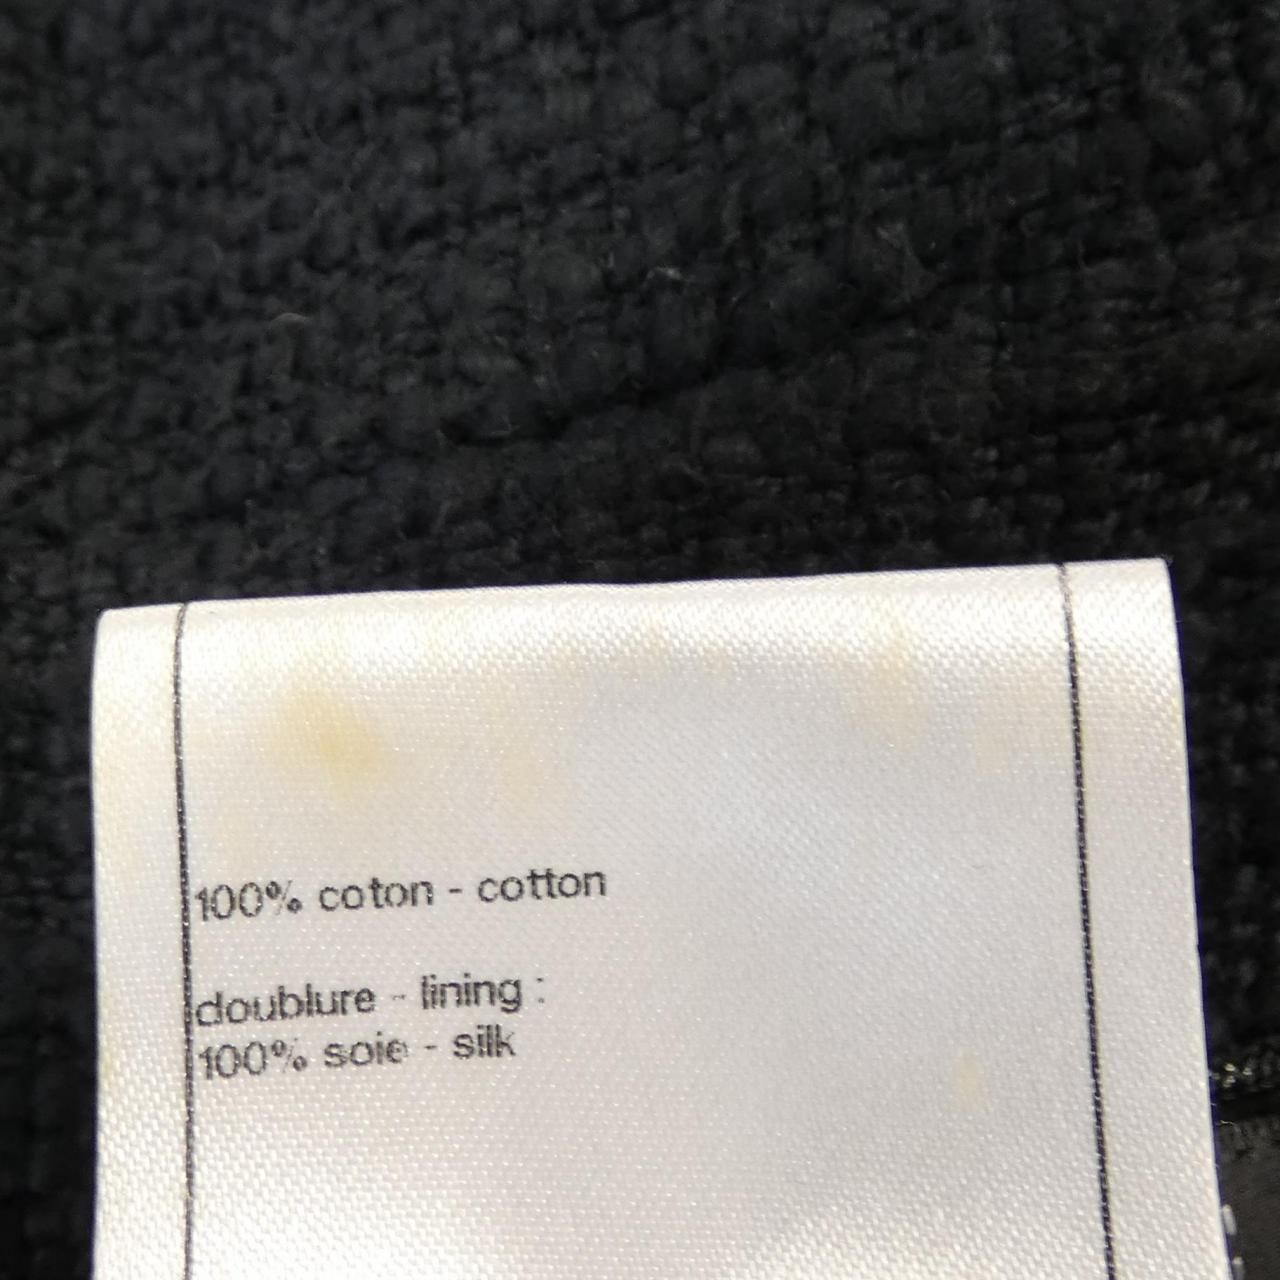 100% coton - cotton
doublure - lining :
100% soie - silk